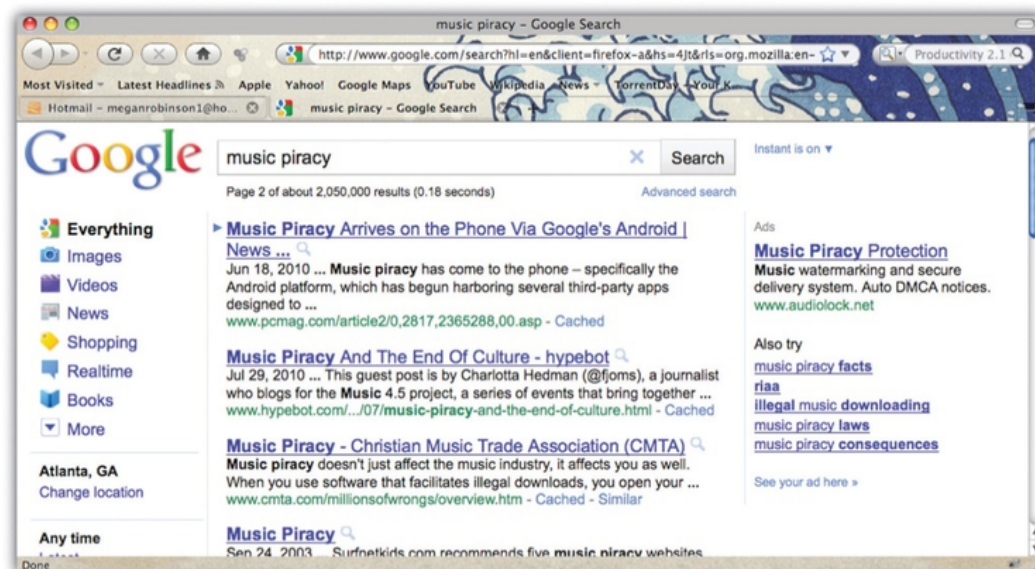 music piracy – Google Search
http://www.google.com/search?hl=en&client=firefox-a&hs=4Jt&rls=org.mozilla:en-
Productivity 2.1
Most Visited Latest Headlines Apple Yahoo! Google Maps YouTube Wikipedia News TorrentDay - Your K...
Hotmail – meganrobinson1@ho... music piracy – Google Search
Google
music piracy
Search
Instant is on
Page 2 of about 2,050,000 results (0.18 seconds)
Advanced search
Everything
Images
Videos
News
Shopping
Realtime
Books
More
Atlanta, GA
Change location
Any time
Latest
Music Piracy Arrives on the Phone Via Google's Android |
News ...
Jun 18, 2010 ... Music piracy has come to the phone – specifically the
Android platform, which has begun harboring several third-party apps
designed to ...
www.pcmag.com/article2/0,2817,2365288,00.asp - Cached
Music Piracy And The End Of Culture - hypebot
Jul 29, 2010 ... This guest post is by Charlotta Hedman (@fjoms), a journalist
who blogs for the Music 4.5 project, a series of events that bring together ...
www.hypebot.com/.../07/music-piracy-and-the-end-of-culture.html - Cached
Music Piracy - Christian Music Trade Association (CMTA)
Music piracy doesn't just affect the music industry, it affects you as well.
When you use software that facilitates illegal downloads, you open your ...
www.cmta.com/millionsofwrongs/overview.htm - Cached - Similar
Music Piracy
Sep 24, 2003 ... Surfnetkids.com recommends five music piracy websites
Ads
Music Piracy Protection
Music watermarking and secure
delivery system. Auto DMCA notices.
www.audiolock.net
Also try
music piracy facts
riaa
illegal music downloading
music piracy laws
music piracy consequences
See your ad here »
Done